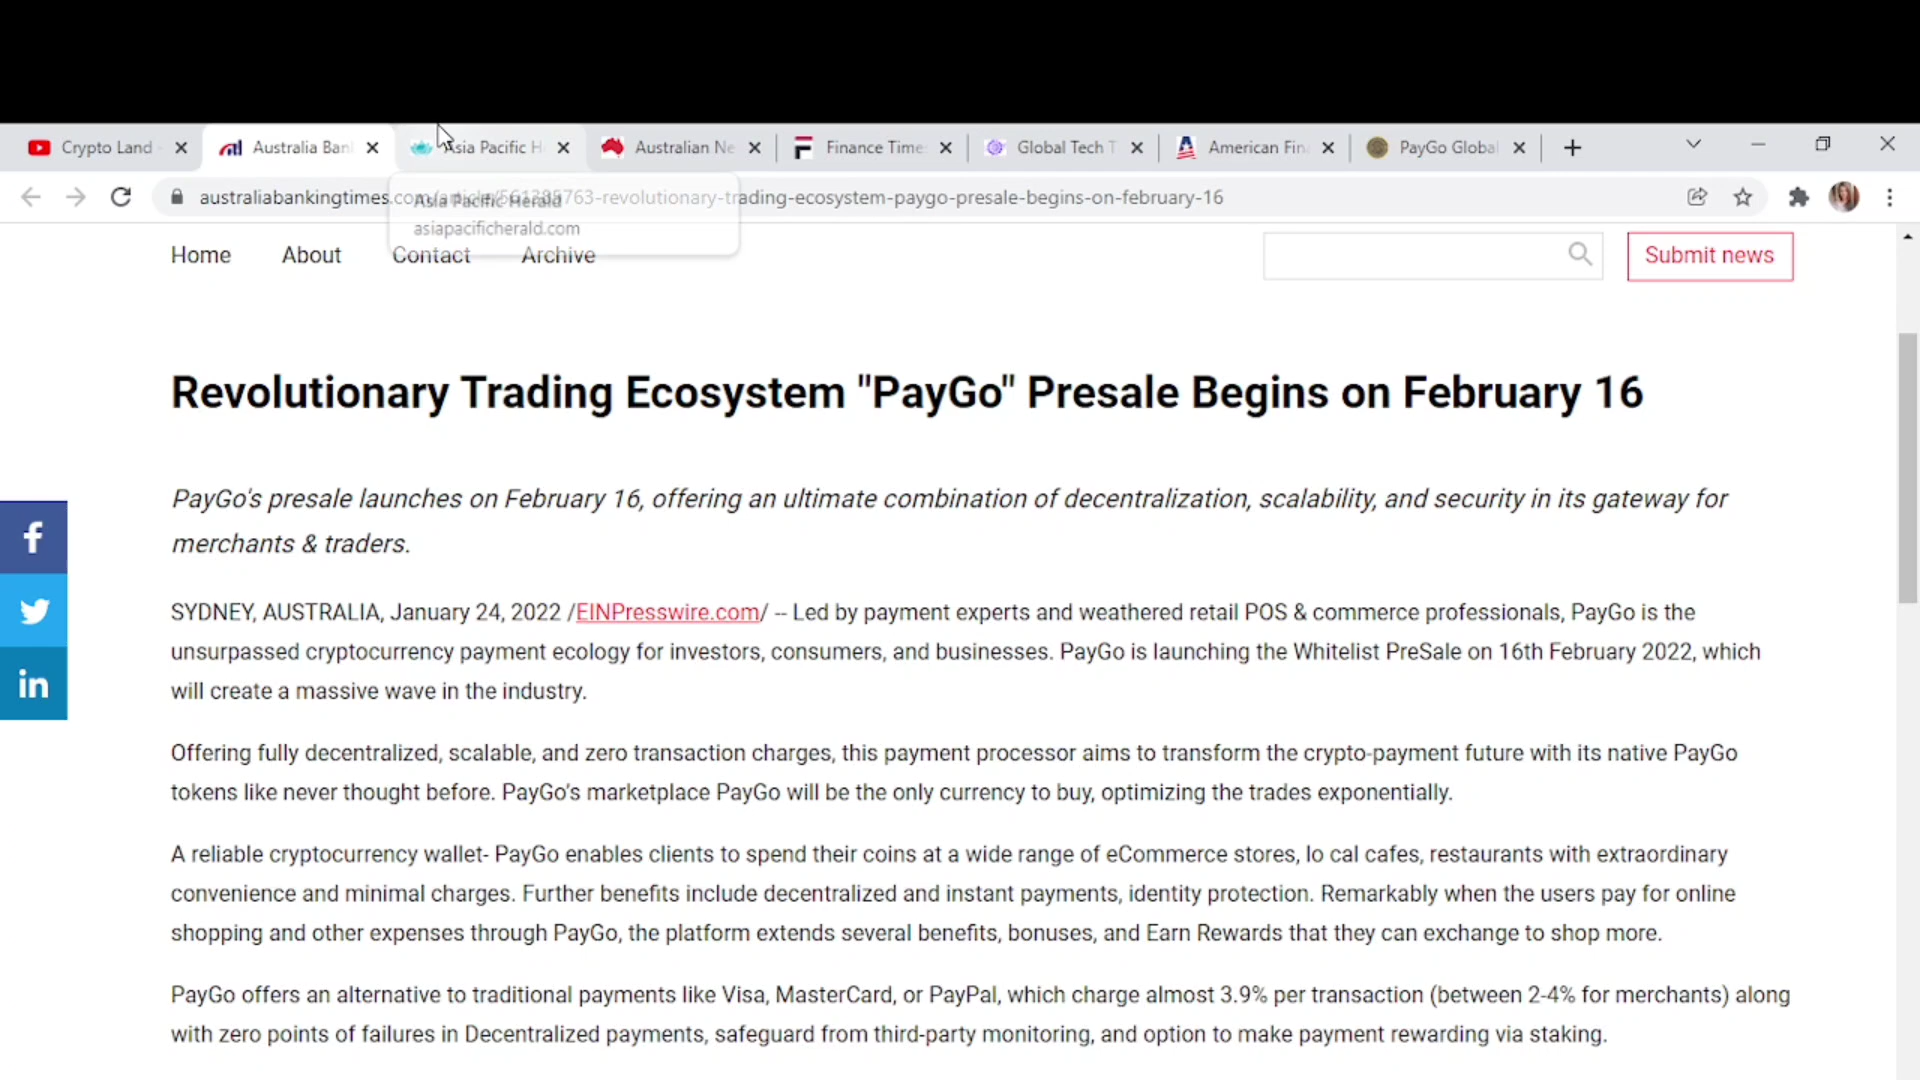 Crypto Land -
Australia Ban
Asia Pacific H
Australian Ne
Finance Time
Global Tech T
American Fin
PayGo Global
australiabankingtimes.com/article/561385763-revolutionary-trading-ecosystem-paygo-presale-begins-on-february-16
Asia Pacific Herald
asiapacificherald.com
Home
About
Contact
Archive
Submit news
Revolutionary Trading Ecosystem "PayGo" Presale Begins on February 16
PayGo's presale launches on February 16, offering an ultimate combination of decentralization, scalability, and security in its gateway for
merchants & traders.
SYDNEY, AUSTRALIA, January 24, 2022 /EINPresswire.com/ -- Led by payment experts and weathered retail POS & commerce professionals, PayGo is the
unsurpassed cryptocurrency payment ecology for investors, consumers, and businesses. PayGo is launching the Whitelist PreSale on 16th February 2022, which
will create a massive wave in the industry.
Offering fully decentralized, scalable, and zero transaction charges, this payment processor aims to transform the crypto-payment future with its native PayGo
tokens like never thought before. PayGo's marketplace PayGo will be the only currency to buy, optimizing the trades exponentially.
A reliable cryptocurrency wallet- PayGo enables clients to spend their coins at a wide range of eCommerce stores, lo cal cafes, restaurants with extraordinary
convenience and minimal charges. Further benefits include decentralized and instant payments, identity protection. Remarkably when the users pay for online
shopping and other expenses through PayGo, the platform extends several benefits, bonuses, and Earn Rewards that they can exchange to shop more.
PayGo offers an alternative to traditional payments like Visa, MasterCard, or PayPal, which charge almost 3.9% per transaction (between 2-4% for merchants) along
with zero points of failures in Decentralized payments, safeguard from third-party monitoring, and option to make payment rewarding via staking.